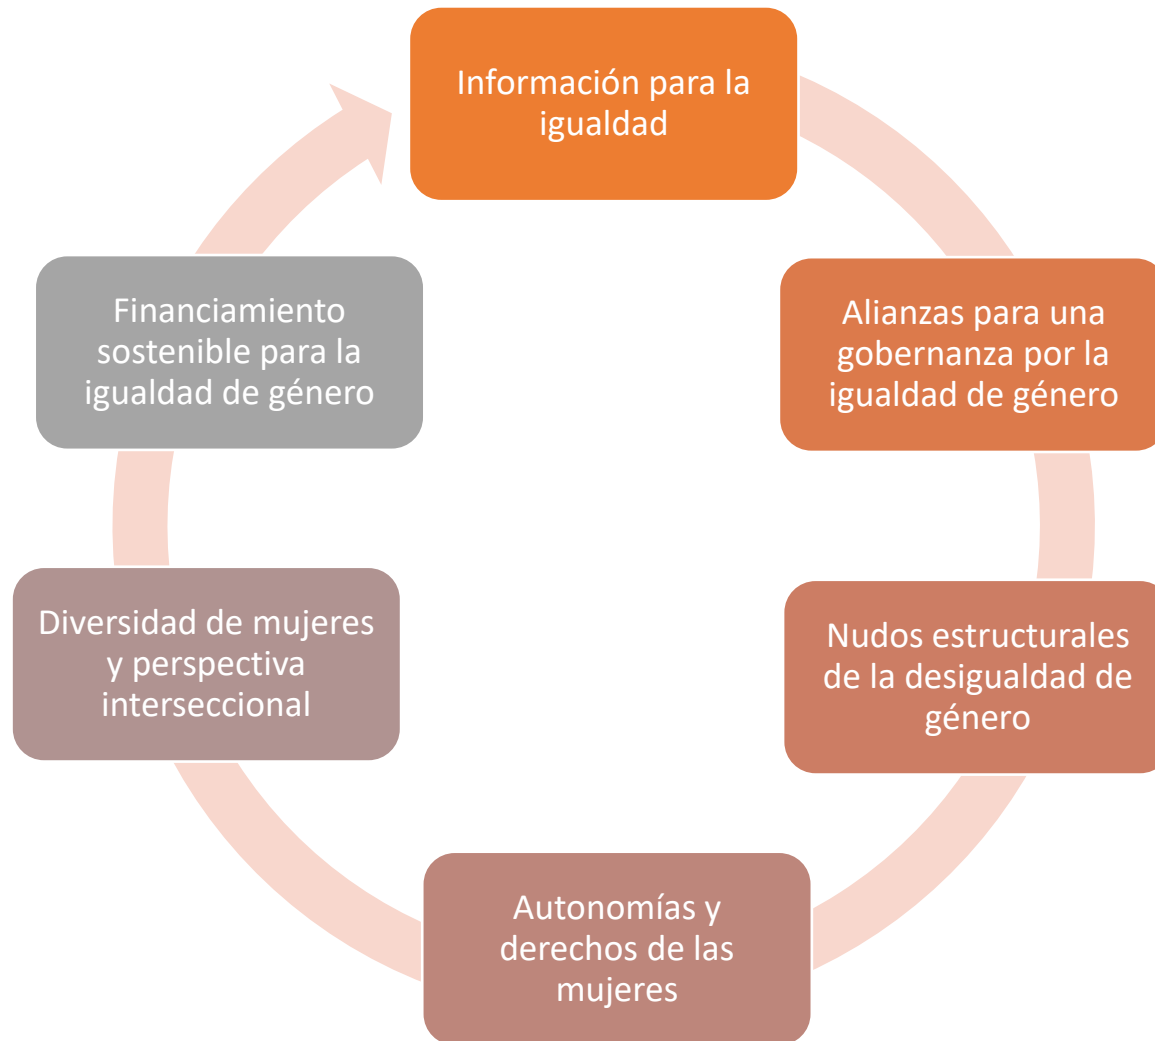 Información para la
igualdad
Alianzas para una
gobernanza por la
igualdad de género
Nudos estructurales
de la desigualdad de
género
Autonomías y
derechos de las
mujeres
Diversidad de mujeres
y perspectiva
interseccional
Financiamiento
sostenible para la
igualdad de género